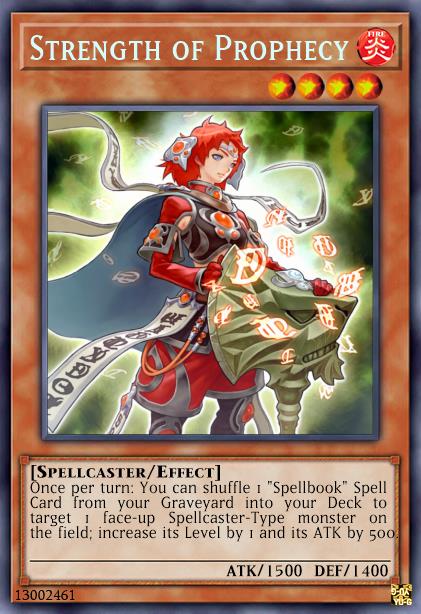 STRENGTH OF PROPHECY
FIRE
炎
[SPELLCASTER/EFFECT]
Once per turn: You can shuffle 1 "Spellbook" Spell
Card from your Graveyard into your Deck to
target 1 face-up Spellcaster-Type monster on
the field; increase its Level by 1 and its ATK by 500.
ATK/1500 DEF/1400
13002461